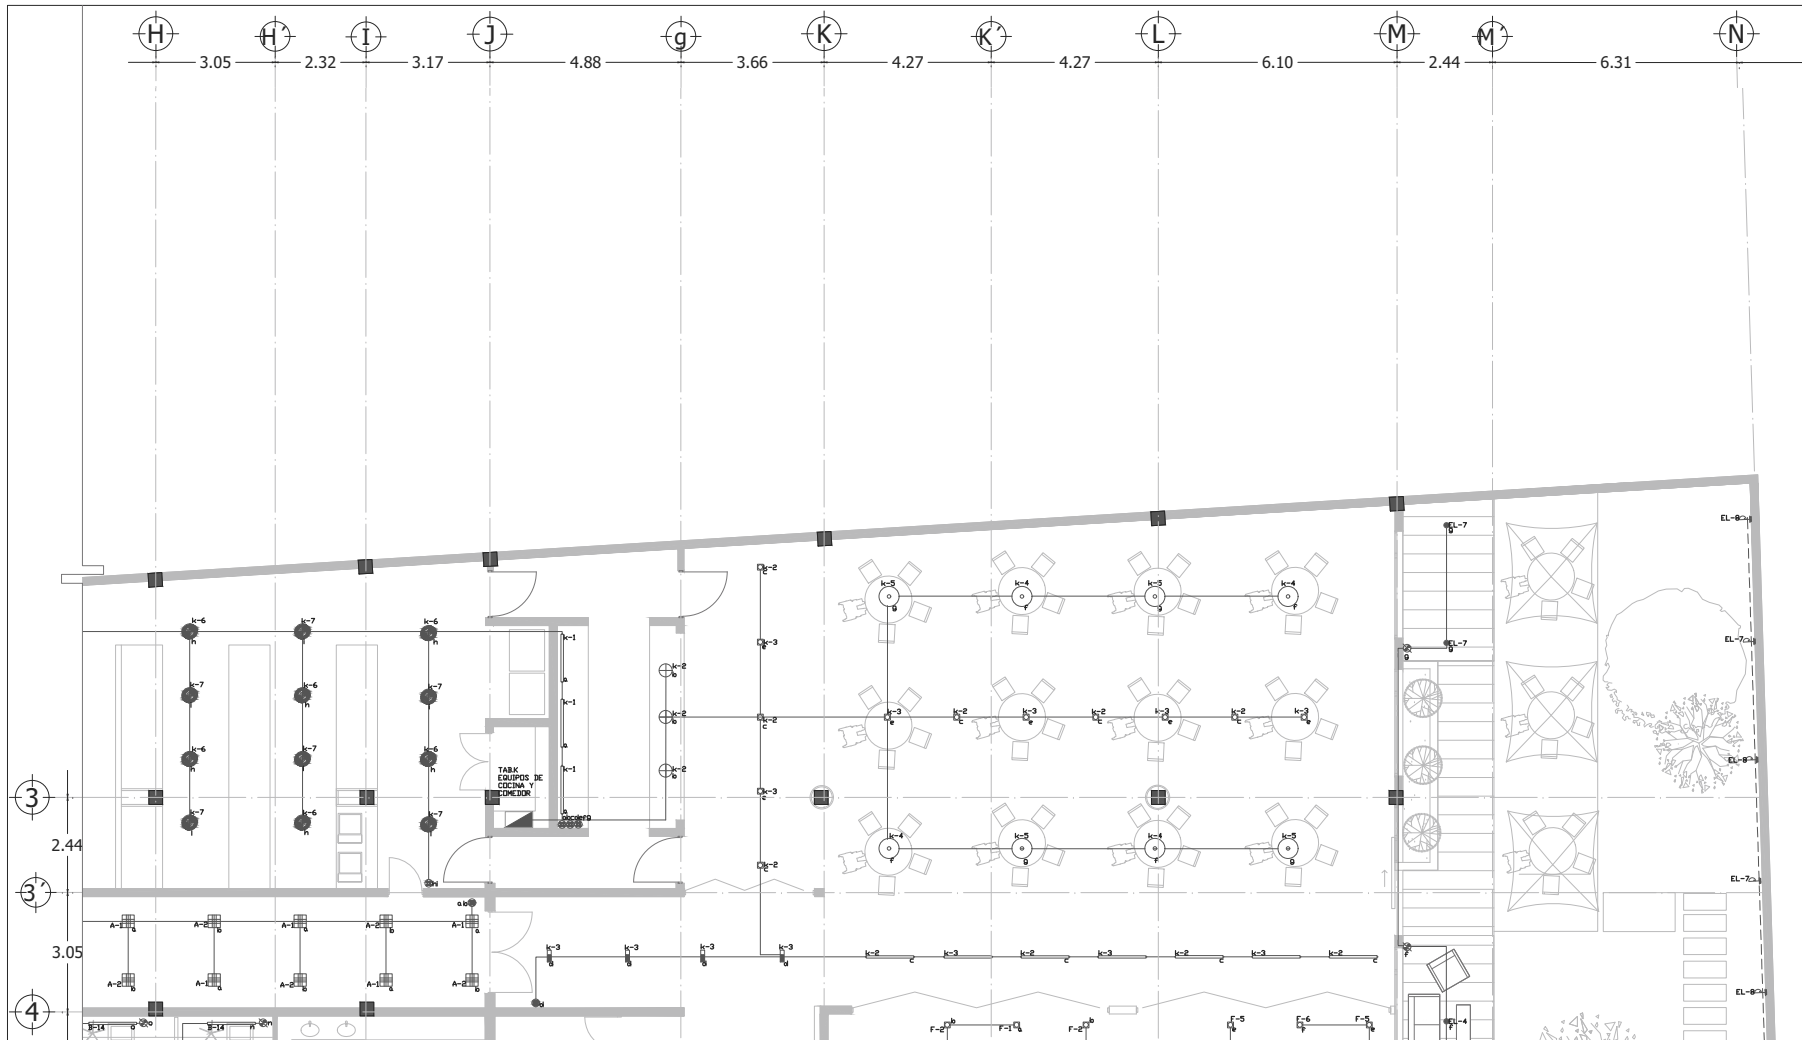 H H´ I J g K K´ L M M´ N
3.05 2.32 3.17 4.88 3.66 4.27 4.27 6.10 2.44 6.31
EL-8
EL-7
g
k-2
c
k-5 k-4 k-5 k-4
g f g f
k-6 k-7 k-6
k-1
EL-7
g
EL-7
k-3
e
k-2
b
k-7 k-6 k-7
k-1
k-2
b
k-2
c
k-3 k-2 k-3 k-2 k-3 k-2 k-3
e c e c e c e
k-6 k-7 k-6
EL-8
TAB.K
EQUIPOS DE
COCINA Y
COMEDOR
k-1
k-2
b
3
k-3
k-7 k-6 k-7
abcdefg
k-4 k-5 k-4 k-5
f g f g
2.44
k-2
c
EL-7
3´
A-1 A-2 A-1 A-2 A-1
3.05
k-3 k-3 k-3 k-3 k-2 k-3 k-2 k-3 k-2 k-3 k-2
d d d d c c c c
A-2 A-1 A-2 A-1 A-2
EL-8
4
B-14 B-14
F-2 F-1 F-2 F-5 F-6 F-5
EL-4
f